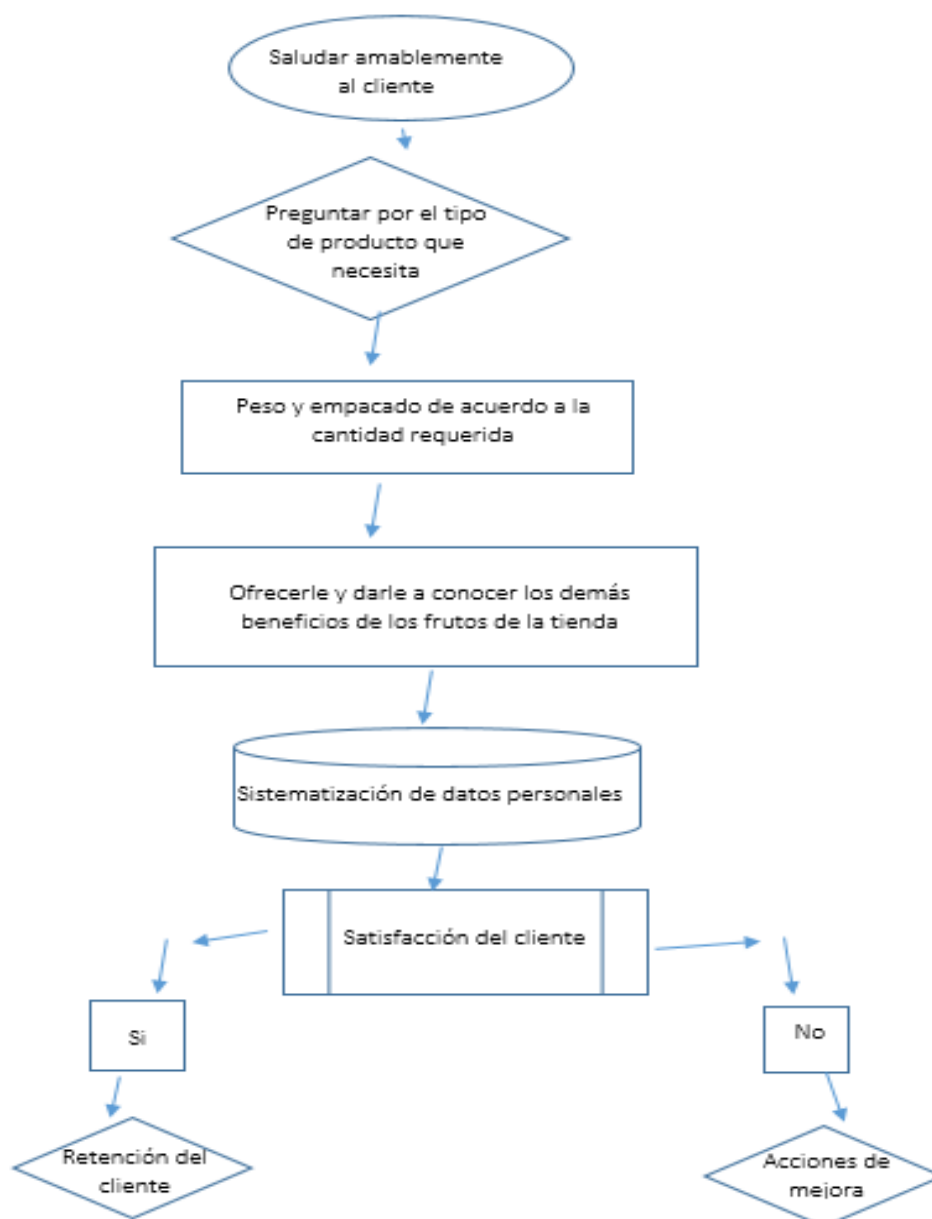 Saludar amablemente
al cliente
Preguntar por el tipo
de producto que
necesita
Peso y empacado de acuerdo a la
cantidad requerida
Ofrecerle y darle a conocer los demás
beneficios de los frutos de la tienda
Sistematización de datos personales
Satisfacción del cliente
Si
No
Retención del
cliente
Acciones de
mejora